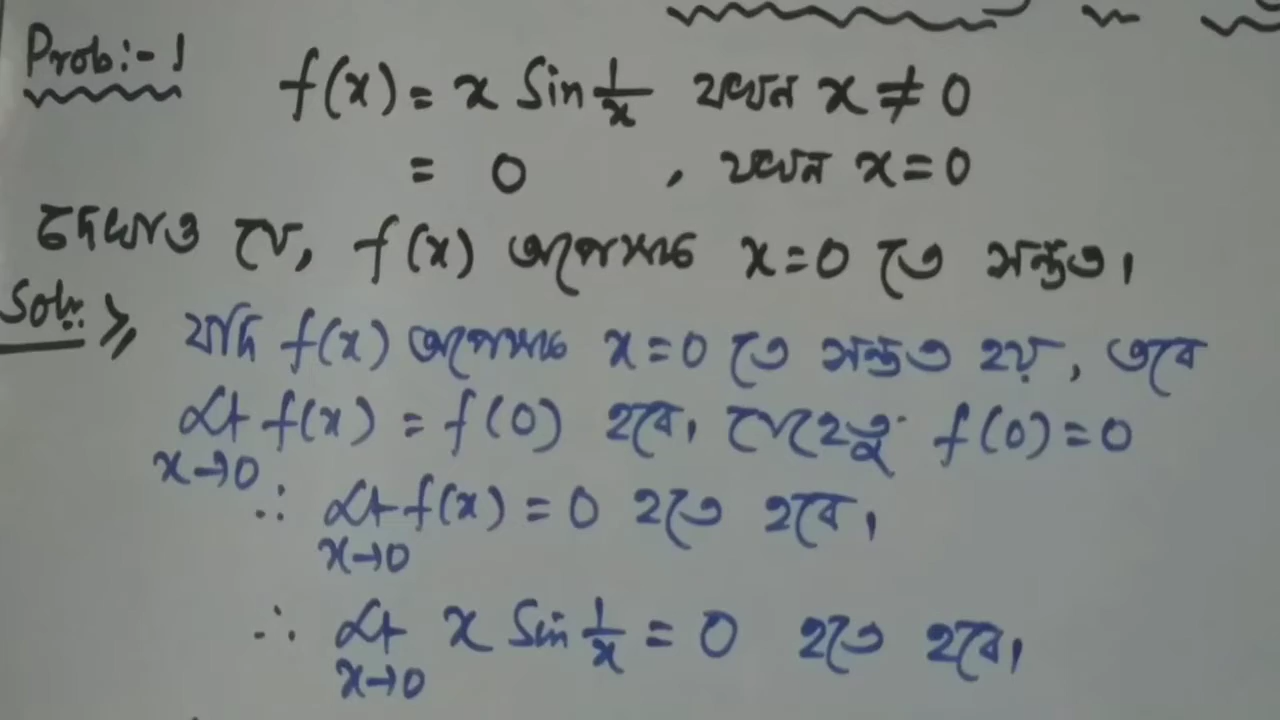 Prob:- 1
f(x) = x Sin 1/x যখন x ≠ 0
= 0 , যখন x = 0
দেখাও যে, f(x) অপেক্ষক x=0 তে সন্তত।
Soln: ⩾ যদি f(x) অপেক্ষক x=0 তে সন্তত হয়, তবে
Lt x→0 f(x) = f(0) হবে। যেহেতু f(0)=0
∴ Lt x→0 f(x) = 0 হতে হবে।
∴ Lt x→0 x Sin 1/x = 0 হতে হবে।